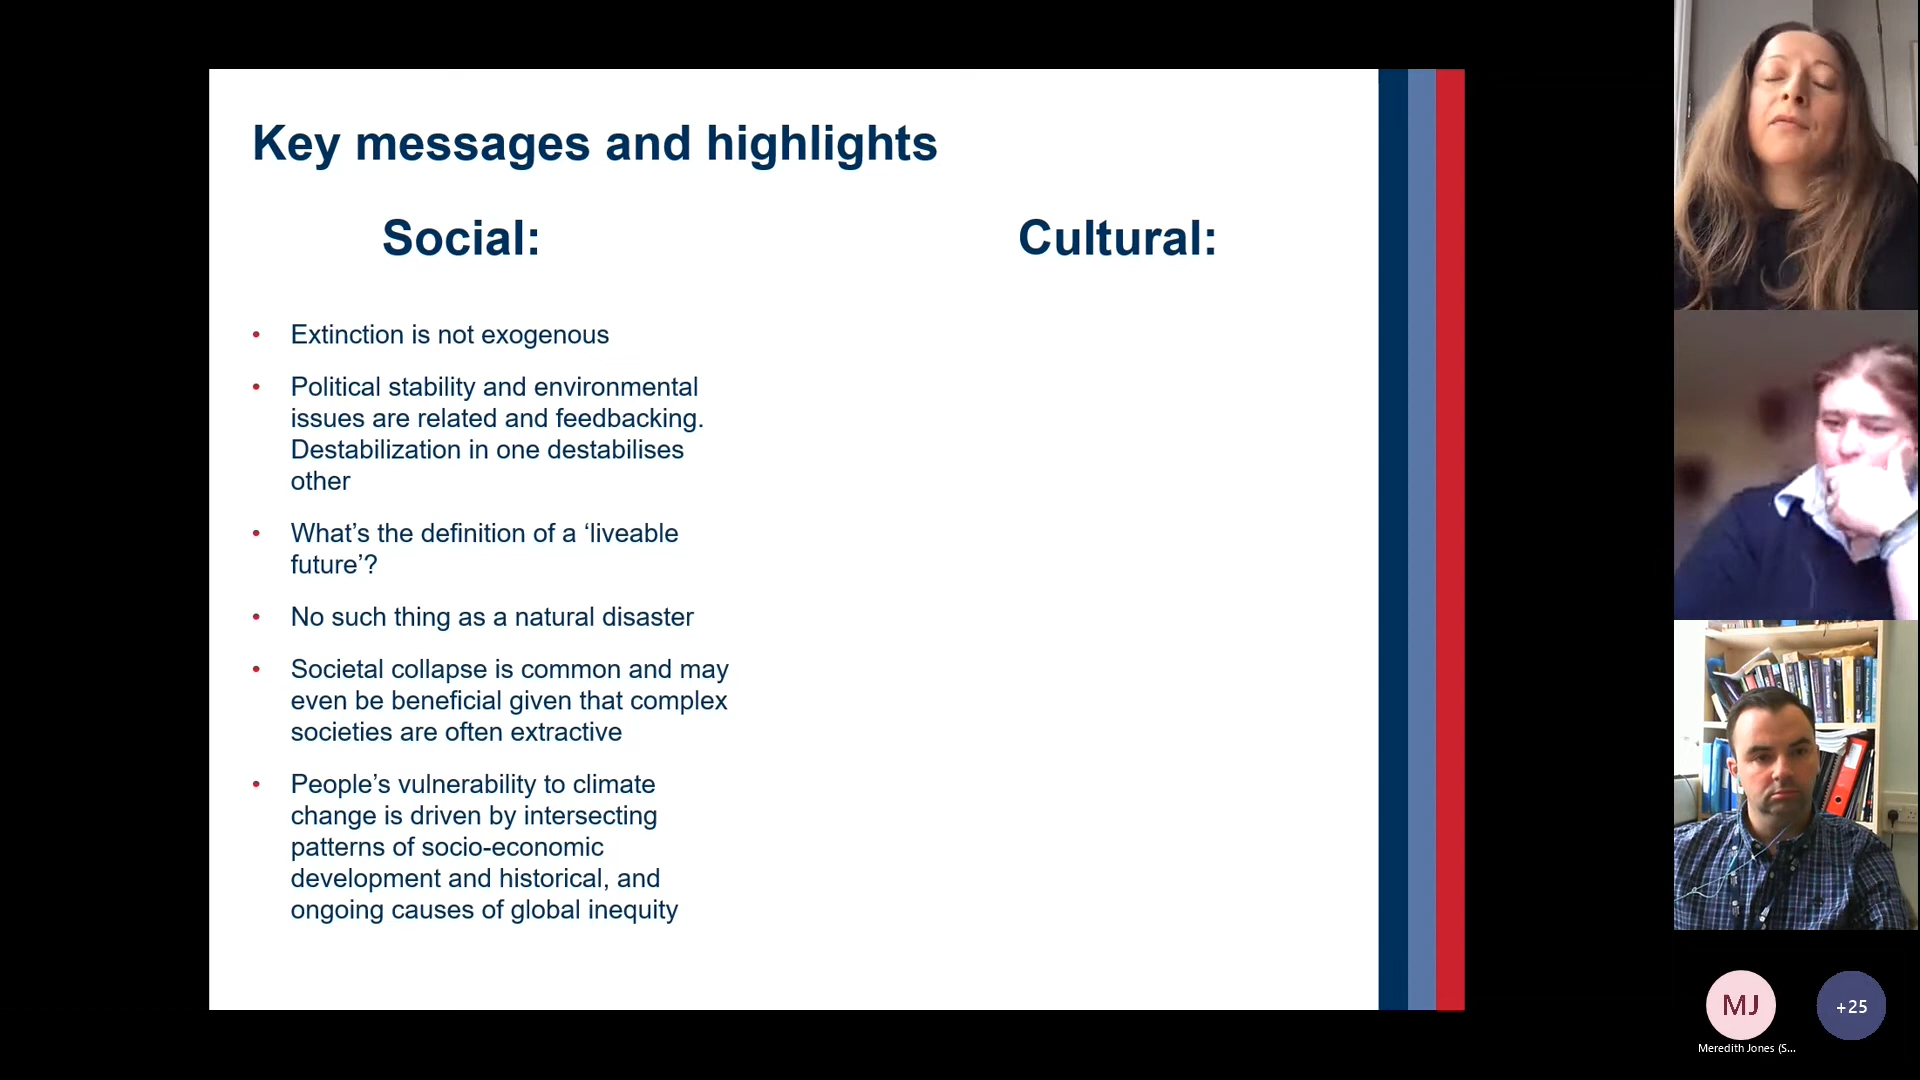 Key messages and highlights
Social:
Cultural:
• Extinction is not exogenous
• Political stability and environmental
issues are related and feedbacking.
Destabilization in one destabilises
other
• What’s the definition of a ‘liveable
future’?
• No such thing as a natural disaster
• Societal collapse is common and may
even be beneficial given that complex
societies are often extractive
• People’s vulnerability to climate
change is driven by intersecting
patterns of socio-economic
development and historical, and
ongoing causes of global inequity
MJ
+25
Meredith Jones (S...